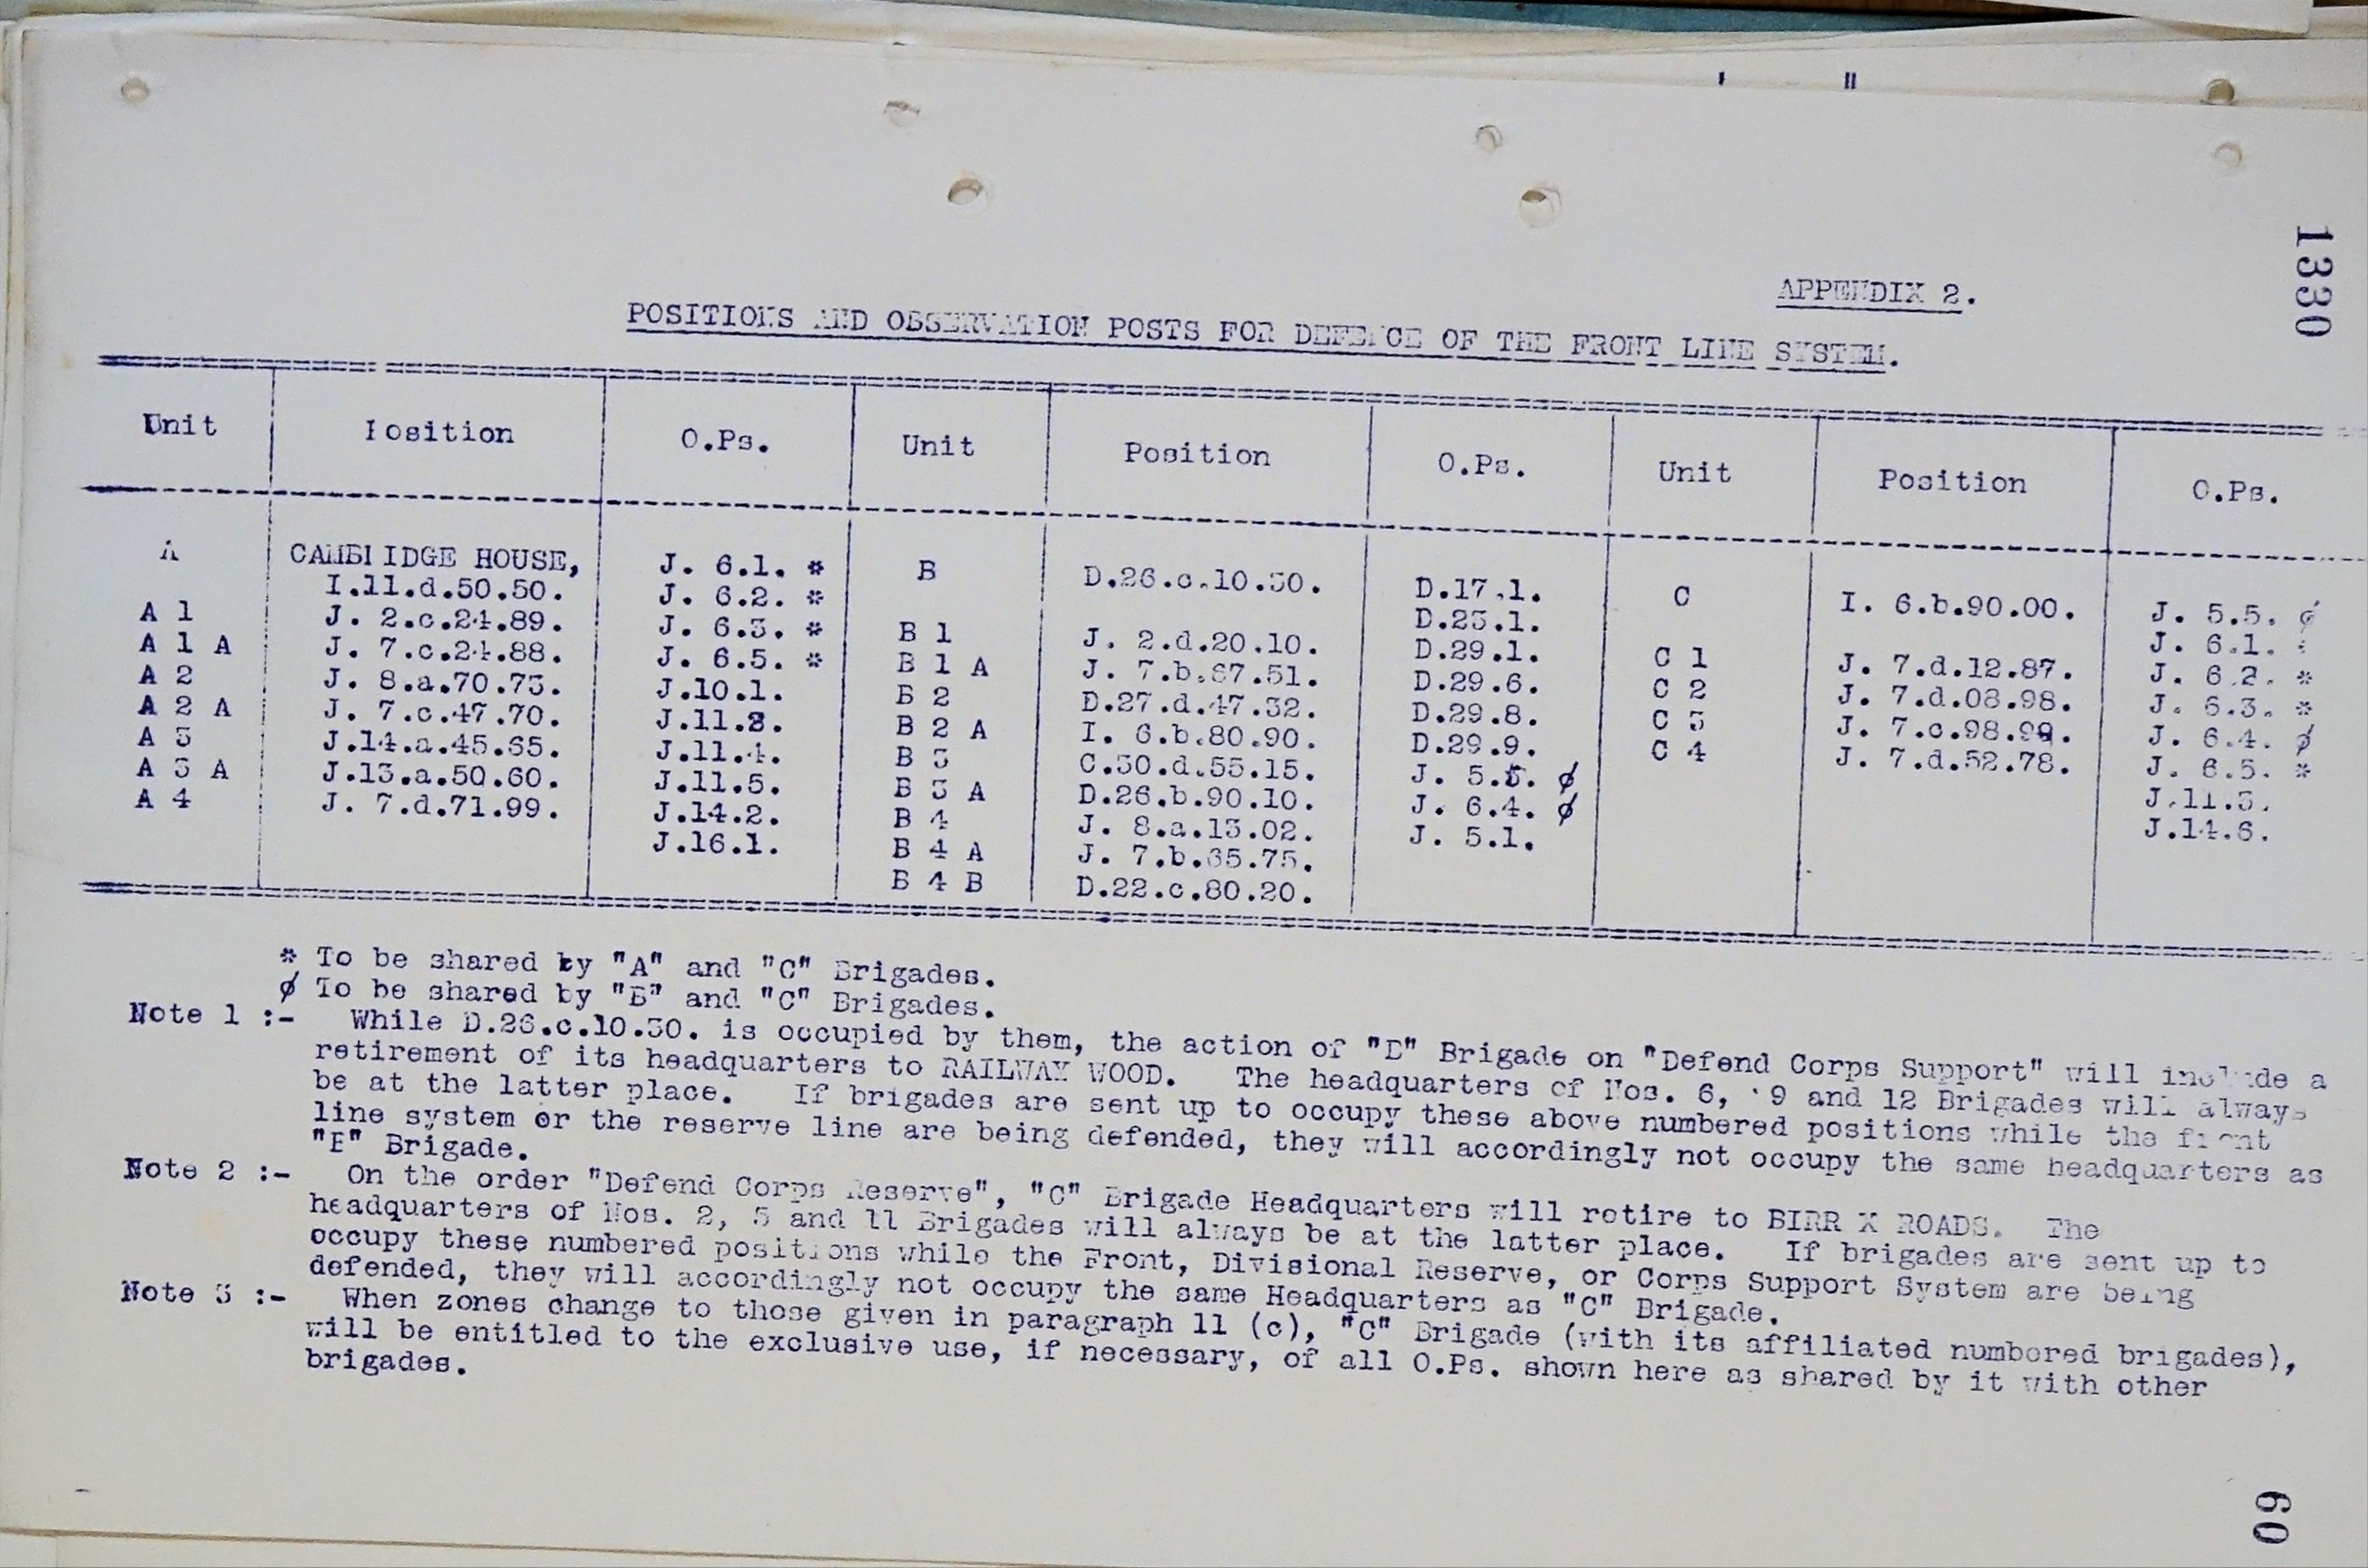 1330
APPENDIX 2.
POSITIONS AND OBSERVATION POSTS FOR DEFENCE OF THE FRONT LINE SYSTEM.
Unit Position O.Ps. Unit Position O.Ps. Unit Position O.Ps.
A CAMBRIDGE HOUSE, J. 6.1. * B D.26.c.10.30. D.17.1. C I. 6.b.90.00. J. 5.5. ϕ
I.11.d.50.50. J. 6.2. * D.23.1. J. 6.1. *
A 1 J. 2.c.24.89. J. 6.3. * B 1 J. 2.d.20.10. D.29.1. C 1 J. 7.d.12.87. J. 6.2. *
A 1 A J. 7.c.24.88. J. 6.5. * B 1 A J. 7.b.67.51. D.29.6. C 2 J. 7.d.08.98. J. 6.3. *
A 2 J. 8.a.70.73. J.10.1. B 2 D.27.d.47.32. D.29.8. C 3 J. 7.c.98.99. J. 6.4. ϕ
A 2 A J. 7.c.47.70. J.11.2. B 2 A I. 6.b.80.90. D.29.9. C 4 J. 7.d.52.78. J. 6.5. *
A 3 J.14.a.45.65. J.11.4. B 3 C.30.d.55.15. J. 5.5. ϕ J.11.3.
A 3 A J.13.a.50.60. J.11.5. B 3 A D.26.b.90.10. J. 6.4. ϕ J.14.6.
A 4 J. 7.d.71.99. J.14.2. B 4 J. 8.a.13.02. J. 5.1.
J.16.1. B 4 A J. 7.b.65.75.
B 4 B D.22.c.80.20.
* To be shared by "A" and "C" Brigades.
ϕ To be shared by "B" and "C" Brigades.
Note 1 :- While D.26.c.10.30. is occupied by them, the action of "B" Brigade on "Defend Corps Support" will include a
retirement of its headquarters to RAILWAY WOOD. The headquarters of Nos. 6, 9 and 12 Brigades will always
be at the latter place. If brigades are sent up to occupy these above numbered positions while the front
line system or the reserve line are being defended, they will accordingly not occupy the same headquarters as
"B" Brigade.
Note 2 :- On the order "Defend Corps Reserve", "C" Brigade Headquarters will retire to BIRR X ROADS. The
headquarters of Nos. 2, 5 and 11 Brigades will always be at the latter place. If brigades are sent up to
occupy these numbered positions while the Front, Divisional Reserve, or Corps Support System are being
defended, they will accordingly not occupy the same Headquarters as "C" Brigade.
Note 3 :- When zones change to those given in paragraph 11 (c), "C" Brigade (with its affiliated numbered brigades),
will be entitled to the exclusive use, if necessary, of all O.Ps. shown here as shared by it with other
brigades.
60